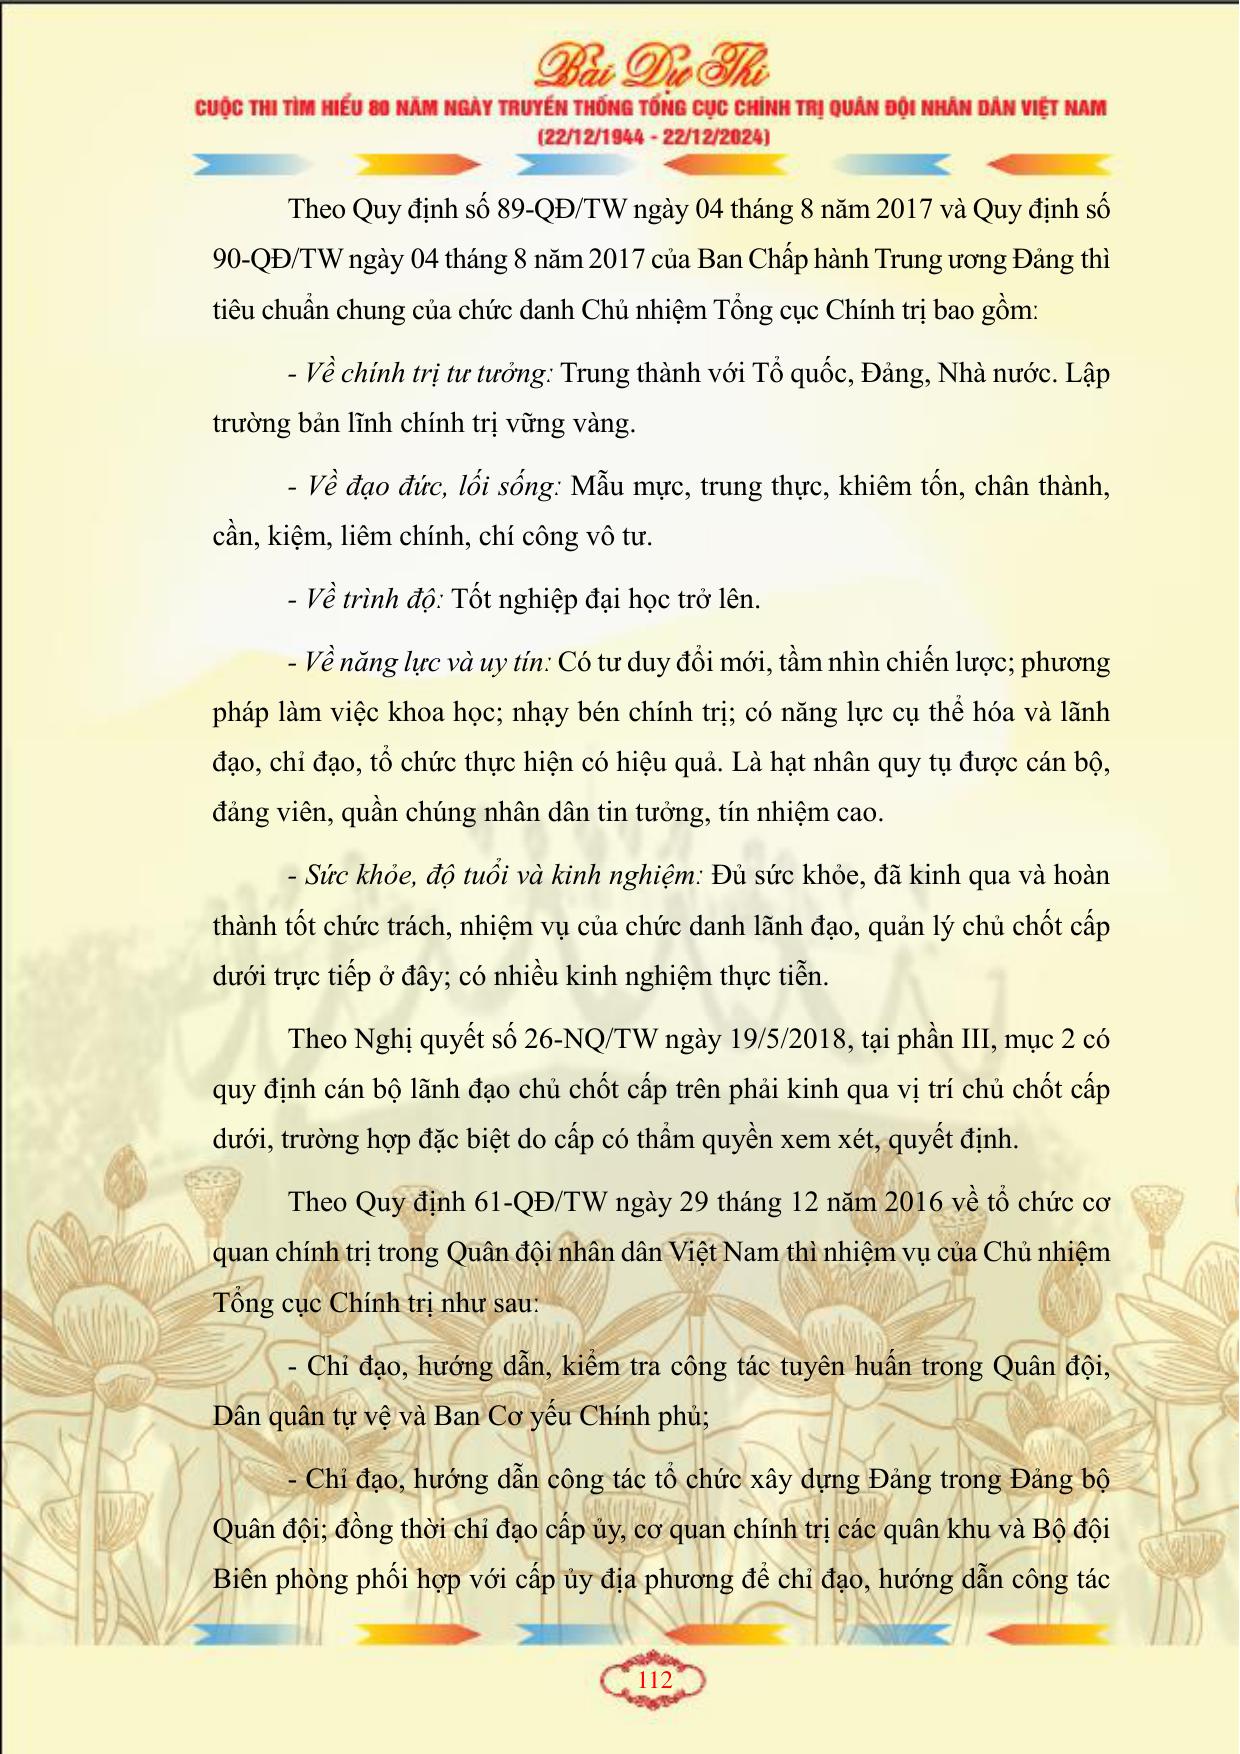 Bài Dự Thi
CUỘC THI TÌM HIỂU 80 NĂM NGÀY TRUYỀN THỐNG TỔNG CỤC CHÍNH TRỊ QUÂN ĐỘI NHÂN DÂN VIỆT NAM
(22/12/1944 - 22/12/2024)
Theo Quy định số 89-QĐ/TW ngày 04 tháng 8 năm 2017 và Quy định số
90-QĐ/TW ngày 04 tháng 8 năm 2017 của Ban Chấp hành Trung ương Đảng thì
tiêu chuẩn chung của chức danh Chủ nhiệm Tổng cục Chính trị bao gồm:
- Về chính trị tư tưởng: Trung thành với Tổ quốc, Đảng, Nhà nước. Lập
trường bản lĩnh chính trị vững vàng.
- Về đạo đức, lối sống: Mẫu mực, trung thực, khiêm tốn, chân thành,
cần, kiệm, liêm chính, chí công vô tư.
- Về trình độ: Tốt nghiệp đại học trở lên.
- Về năng lực và uy tín: Có tư duy đổi mới, tầm nhìn chiến lược; phương
pháp làm việc khoa học; nhạy bén chính trị; có năng lực cụ thể hóa và lãnh
đạo, chỉ đạo, tổ chức thực hiện có hiệu quả. Là hạt nhân quy tụ được cán bộ,
đảng viên, quần chúng nhân dân tin tưởng, tín nhiệm cao.
- Sức khỏe, độ tuổi và kinh nghiệm: Đủ sức khỏe, đã kinh qua và hoàn
thành tốt chức trách, nhiệm vụ của chức danh lãnh đạo, quản lý chủ chốt cấp
dưới trực tiếp ở đây; có nhiều kinh nghiệm thực tiễn.
Theo Nghị quyết số 26-NQ/TW ngày 19/5/2018, tại phần III, mục 2 có
quy định cán bộ lãnh đạo chủ chốt cấp trên phải kinh qua vị trí chủ chốt cấp
dưới, trường hợp đặc biệt do cấp có thẩm quyền xem xét, quyết định.
Theo Quy định 61-QĐ/TW ngày 29 tháng 12 năm 2016 về tổ chức cơ
quan chính trị trong Quân đội nhân dân Việt Nam thì nhiệm vụ của Chủ nhiệm
Tổng cục Chính trị như sau:
- Chỉ đạo, hướng dẫn, kiểm tra công tác tuyên huấn trong Quân đội,
Dân quân tự vệ và Ban Cơ yếu Chính phủ;
- Chỉ đạo, hướng dẫn công tác tổ chức xây dựng Đảng trong Đảng bộ
Quân đội; đồng thời chỉ đạo cấp ủy, cơ quan chính trị các quân khu và Bộ đội
Biên phòng phối hợp với cấp ủy địa phương để chỉ đạo, hướng dẫn công tác
112